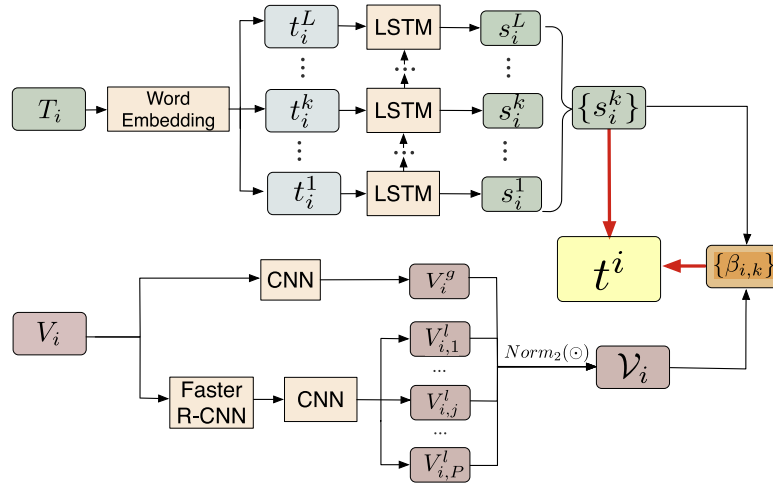 t_i^L
LSTM
s_i^L
T_i
Word
Embedding
t_i^k
LSTM
s_i^k
{s_i^k}
t_i^1
LSTM
s_i^1
t^i
{β_{i,k}}
CNN
V_i^g
V_i
V_{i,1}^l
...
Norm_2(⊙)
𝒱_i
Faster
R-CNN
CNN
V_{i,j}^l
...
V_{i,P}^l